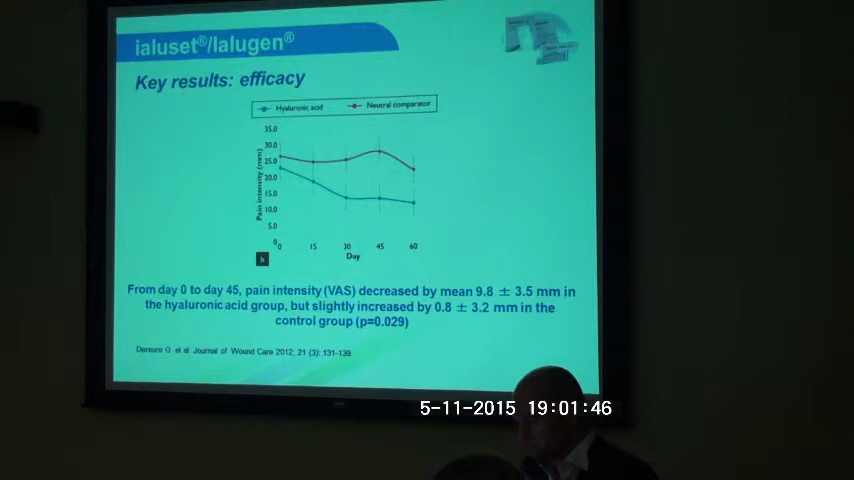 ialuset®/Ialugen®
Key results: efficacy
Hyaluronic acid
Neutral comparator
35.0
30.0
25.0
20.0
15.0
10.0
5.0
0
Pain intensity (mm)
0 15 30 45 60
Day
b
From day 0 to day 45, pain intensity (VAS) decreased by mean 9.8 ± 3.5 mm in
the hyaluronic acid group, but slightly increased by 0.8 ± 3.2 mm in the
control group (p=0.029)
Dereure O. et al. Journal of Wound Care 2012; 21 (3): 131-139.
5-11-2015 19:01:46